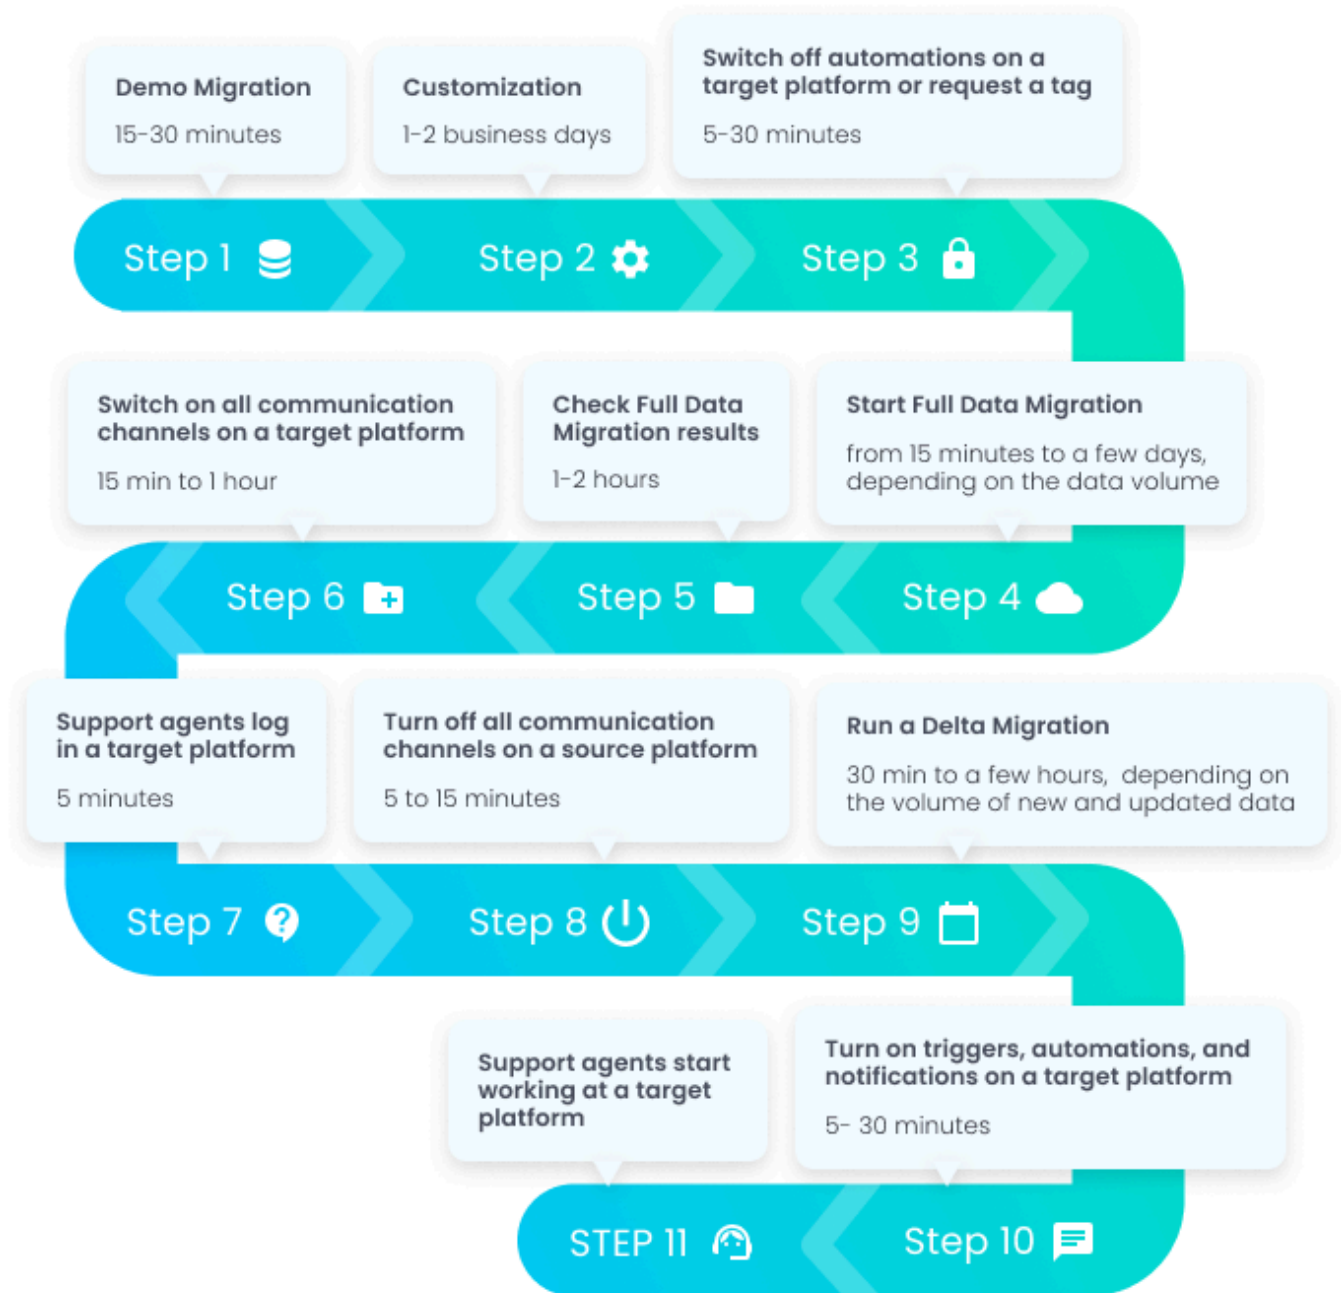 Demo Migration
15-30 minutes
Customization
1-2 business days
Switch off automations on a
target platform or request a tag
5-30 minutes
Step 1
Step 2
Step 3
Start Full Data Migration
from 15 minutes to a few days,
depending on the data volume
Check Full Data
Migration results
1-2 hours
Switch on all communication
channels on a target platform
15 min to 1 hour
Step 4
Step 5
Step 6
Support agents log
in a target platform
5 minutes
Turn off all communication
channels on a source platform
5 to 15 minutes
Run a Delta Migration
30 min to a few hours, depending on
the volume of new and updated data
Step 7
Step 8
Step 9
Turn on triggers, automations, and
notifications on a target platform
5- 30 minutes
Support agents start
working at a target
platform
Step 10
STEP 11